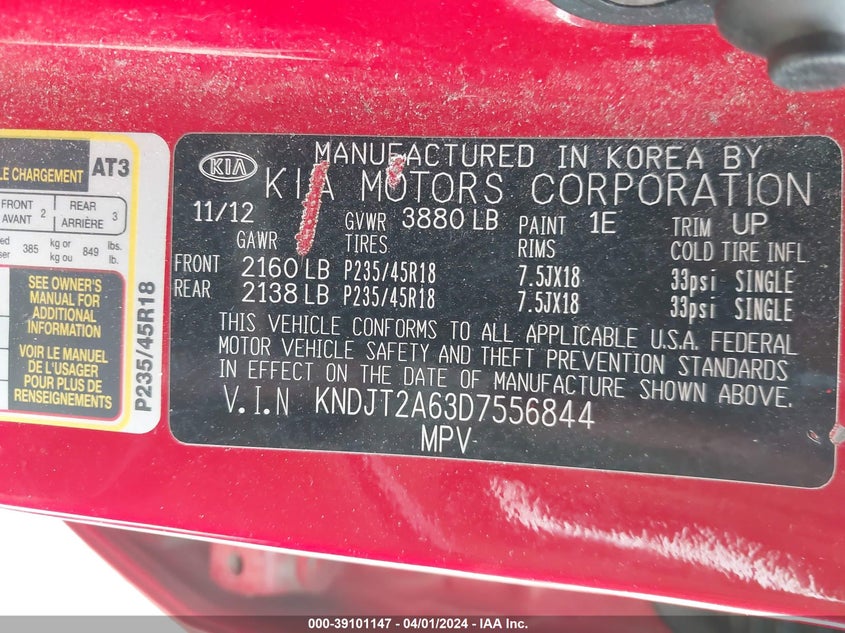 LE CHARGEMENT AT3
FRONT 2 REAR 3
AVANT ARRIÈRE
385 kg or 849 lbs.
kg ou lb.
SEE OWNER'S
MANUAL FOR
ADDITIONAL
INFORMATION
VOIR LE MANUEL
DE L'USAGER
POUR PLUS DE
RENSEIGNEMENTS
P235/45R18
KIA
MANUFACTURED IN KOREA BY
KIA MOTORS CORPORATION
11/12 GVWR 3880 LB PAINT 1E TRIM UP
GAWR TIRES RIMS COLD TIRE INFL
FRONT 2160 LB P235/45R18 7.5JX18 33psi SINGLE
REAR 2138 LB P235/45R18 7.5JX18 33psi SINGLE
THIS VEHICLE CONFORMS TO ALL APPLICABLE U.S.A. FEDERAL
MOTOR VEHICLE SAFETY AND THEFT PREVENTION STANDARDS
IN EFFECT ON THE DATE OF MANUFACTURE SHOWN ABOVE.
V.I.N KNDJT2A63D7556844
MPV
000-39101147 - 04/01/2024 - IAA Inc.